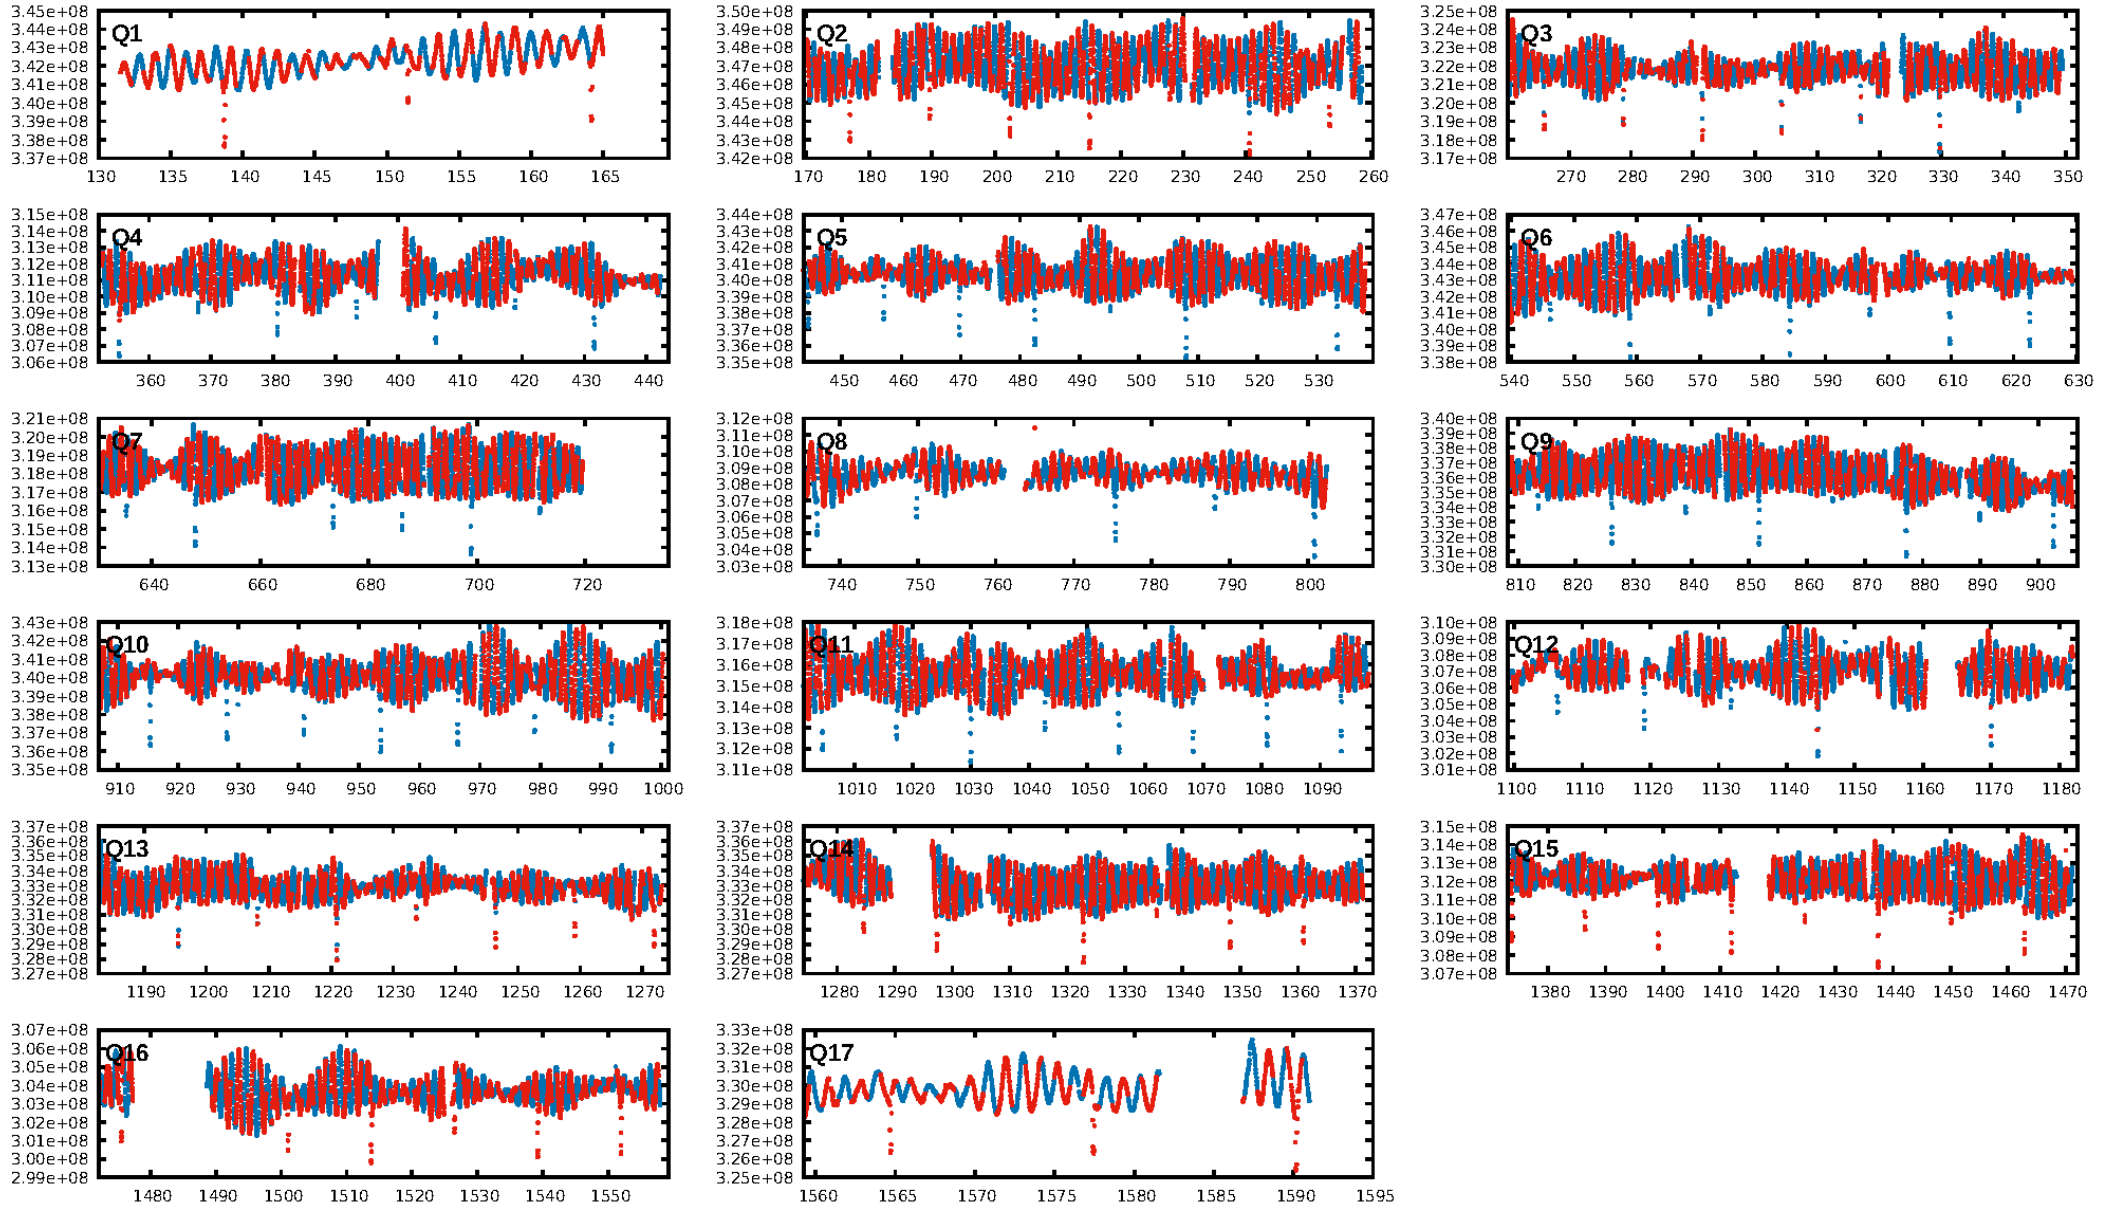 3.45e+08 3.44e+08 3.43e+08 3.42e+08 3.41e+08 3.40e+08 3.39e+08 3.38e+08 3.37e+08
Q1
130 135 140 145 150 155 160 165
3.50e+08 3.49e+08 3.48e+08 3.47e+08 3.46e+08 3.45e+08 3.44e+08 3.43e+08 3.42e+08
Q2
170 180 190 200 210 220 230 240 250 260
3.25e+08 3.24e+08 3.23e+08 3.22e+08 3.21e+08 3.20e+08 3.19e+08 3.18e+08 3.17e+08
Q3
270 280 290 300 310 320 330 340 350
3.15e+08 3.14e+08 3.13e+08 3.12e+08 3.11e+08 3.10e+08 3.09e+08 3.08e+08 3.07e+08 3.06e+08
Q4
360 370 380 390 400 410 420 430 440
3.44e+08 3.43e+08 3.42e+08 3.41e+08 3.40e+08 3.39e+08 3.38e+08 3.37e+08 3.36e+08 3.35e+08
Q5
450 460 470 480 490 500 510 520 530
3.47e+08 3.46e+08 3.45e+08 3.44e+08 3.43e+08 3.42e+08 3.41e+08 3.40e+08 3.39e+08 3.38e+08
Q6
540 550 560 570 580 590 600 610 620 630
3.21e+08 3.20e+08 3.19e+08 3.18e+08 3.17e+08 3.16e+08 3.15e+08 3.14e+08 3.13e+08
Q7
640 660 680 700 720
3.12e+08 3.11e+08 3.10e+08 3.09e+08 3.08e+08 3.07e+08 3.06e+08 3.05e+08 3.04e+08 3.03e+08
Q8
740 750 760 770 780 790 800
3.40e+08 3.39e+08 3.38e+08 3.37e+08 3.36e+08 3.35e+08 3.34e+08 3.33e+08 3.32e+08 3.31e+08 3.30e+08
Q9
810 820 830 840 850 860 870 880 890 900
3.43e+08 3.42e+08 3.41e+08 3.40e+08 3.39e+08 3.38e+08 3.37e+08 3.36e+08 3.35e+08
Q10
910 920 930 940 950 960 970 980 990 1000
3.18e+08 3.17e+08 3.16e+08 3.15e+08 3.14e+08 3.13e+08 3.12e+08 3.11e+08
Q11
1010 1020 1030 1040 1050 1060 1070 1080 1090
3.10e+08 3.09e+08 3.08e+08 3.07e+08 3.06e+08 3.05e+08 3.04e+08 3.03e+08 3.02e+08 3.01e+08
Q12
1100 1110 1120 1130 1140 1150 1160 1170 1180
3.37e+08 3.36e+08 3.35e+08 3.34e+08 3.33e+08 3.32e+08 3.31e+08 3.30e+08 3.29e+08 3.28e+08 3.27e+08
Q13
1190 1200 1210 1220 1230 1240 1250 1260 1270
3.37e+08 3.36e+08 3.35e+08 3.34e+08 3.33e+08 3.32e+08 3.31e+08 3.30e+08 3.29e+08 3.28e+08 3.27e+08
Q14
1280 1290 1300 1310 1320 1330 1340 1350 1360 1370
3.15e+08 3.14e+08 3.13e+08 3.12e+08 3.11e+08 3.10e+08 3.09e+08 3.08e+08 3.07e+08
Q15
1380 1390 1400 1410 1420 1430 1440 1450 1460 1470
3.07e+08 3.06e+08 3.05e+08 3.04e+08 3.03e+08 3.02e+08 3.01e+08 3.00e+08 2.99e+08
Q16
1480 1490 1500 1510 1520 1530 1540 1550
3.33e+08 3.32e+08 3.31e+08 3.30e+08 3.29e+08 3.28e+08 3.27e+08 3.26e+08 3.25e+08
Q17
1560 1565 1570 1575 1580 1585 1590 1595